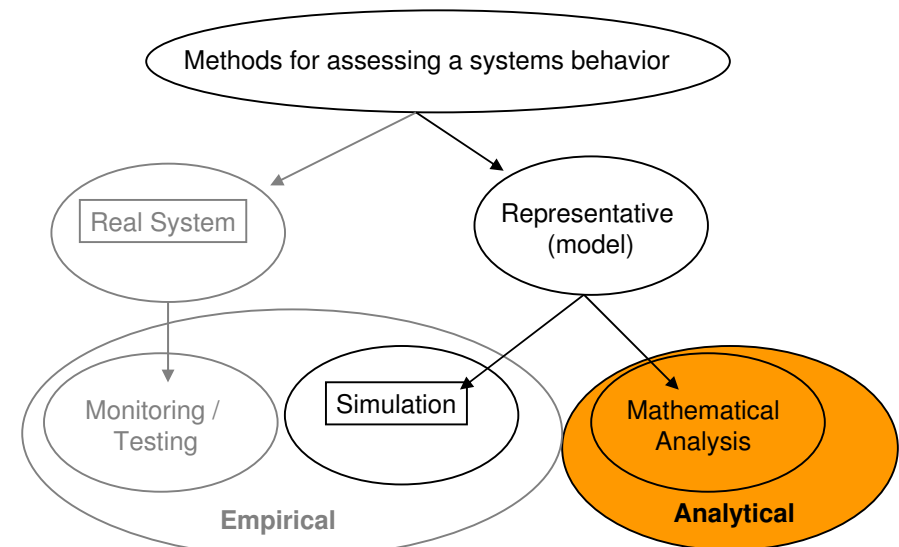 Methods for assessing a systems behavior
Real System
Representative
(model)
Monitoring /
Testing
Simulation
Mathematical
Analysis
Empirical
Analytical